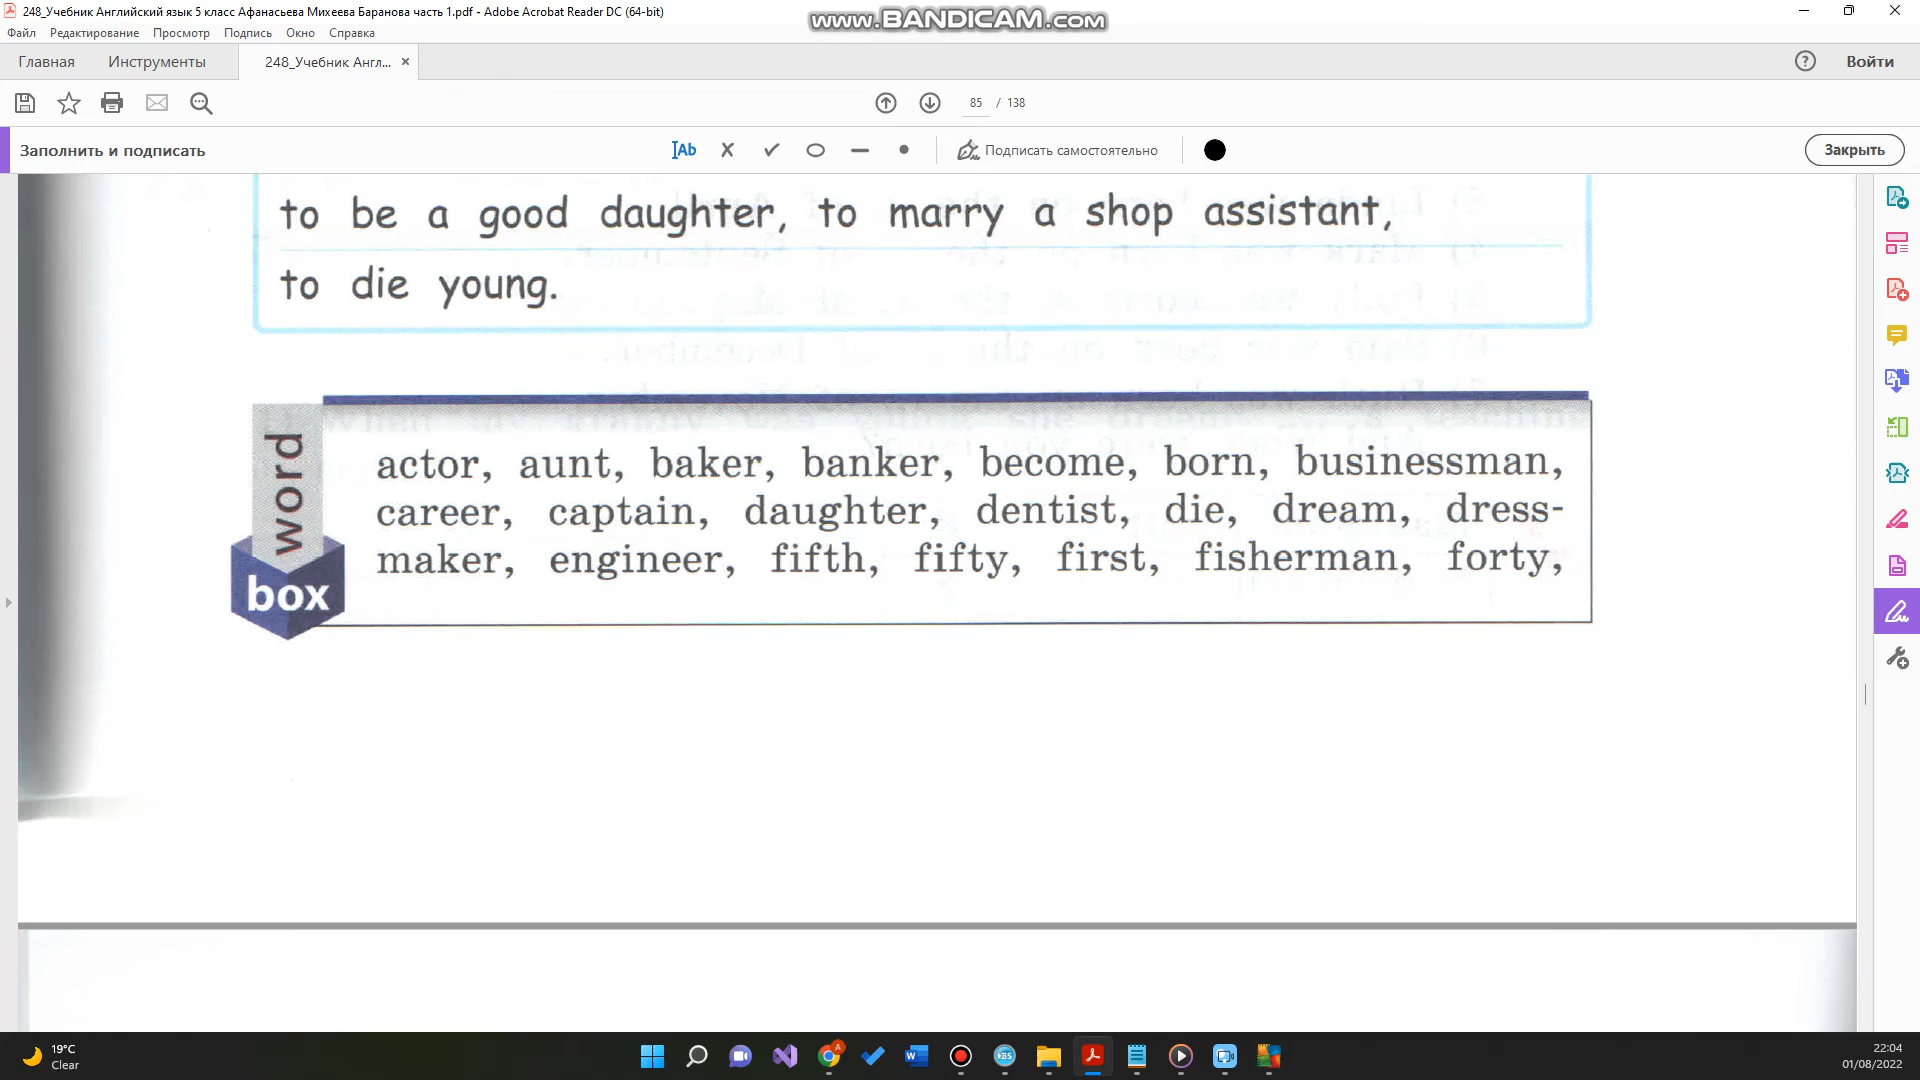 248_Учебник Английский язык 5 класс Афанасьева Михеева Баранова часть 1.pdf - Adobe Acrobat Reader DC (64-bit)
www.BANDICAM.com
Файл Редактирование Просмотр Подпись Окно Справка
Главная Инструменты 248_Учебник Англ... × Войти
85 / 138
Заполнить и подписать Ab Подписать самостоятельно Закрыть
to be a good daughter, to marry a shop assistant,
to die young.
word
box
actor, aunt, baker, banker, become, born, businessman,
career, captain, daughter, dentist, die, dream, dress-
maker, engineer, fifth, fifty, first, fisherman, forty,
19°C
Clear
22:04
01/08/2022